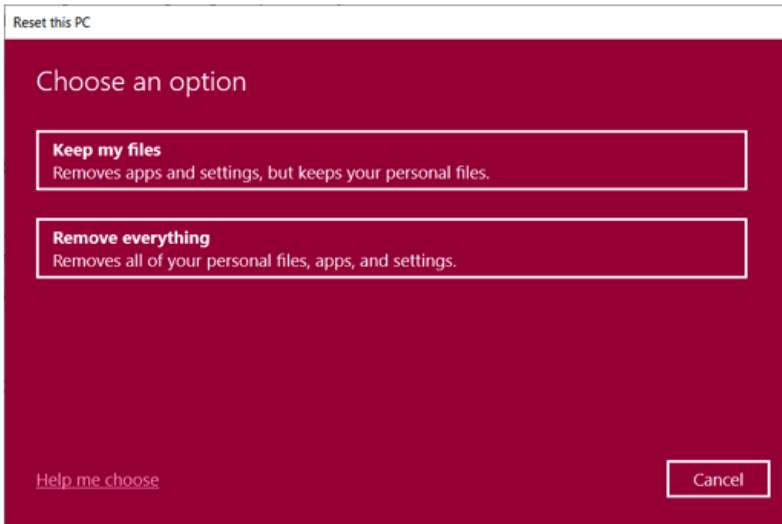 Reset this PC
Choose an option
Keep my files
Removes apps and settings, but keeps your personal files.
Remove everything
Removes all of your personal files, apps, and settings.
Help me choose
Cancel